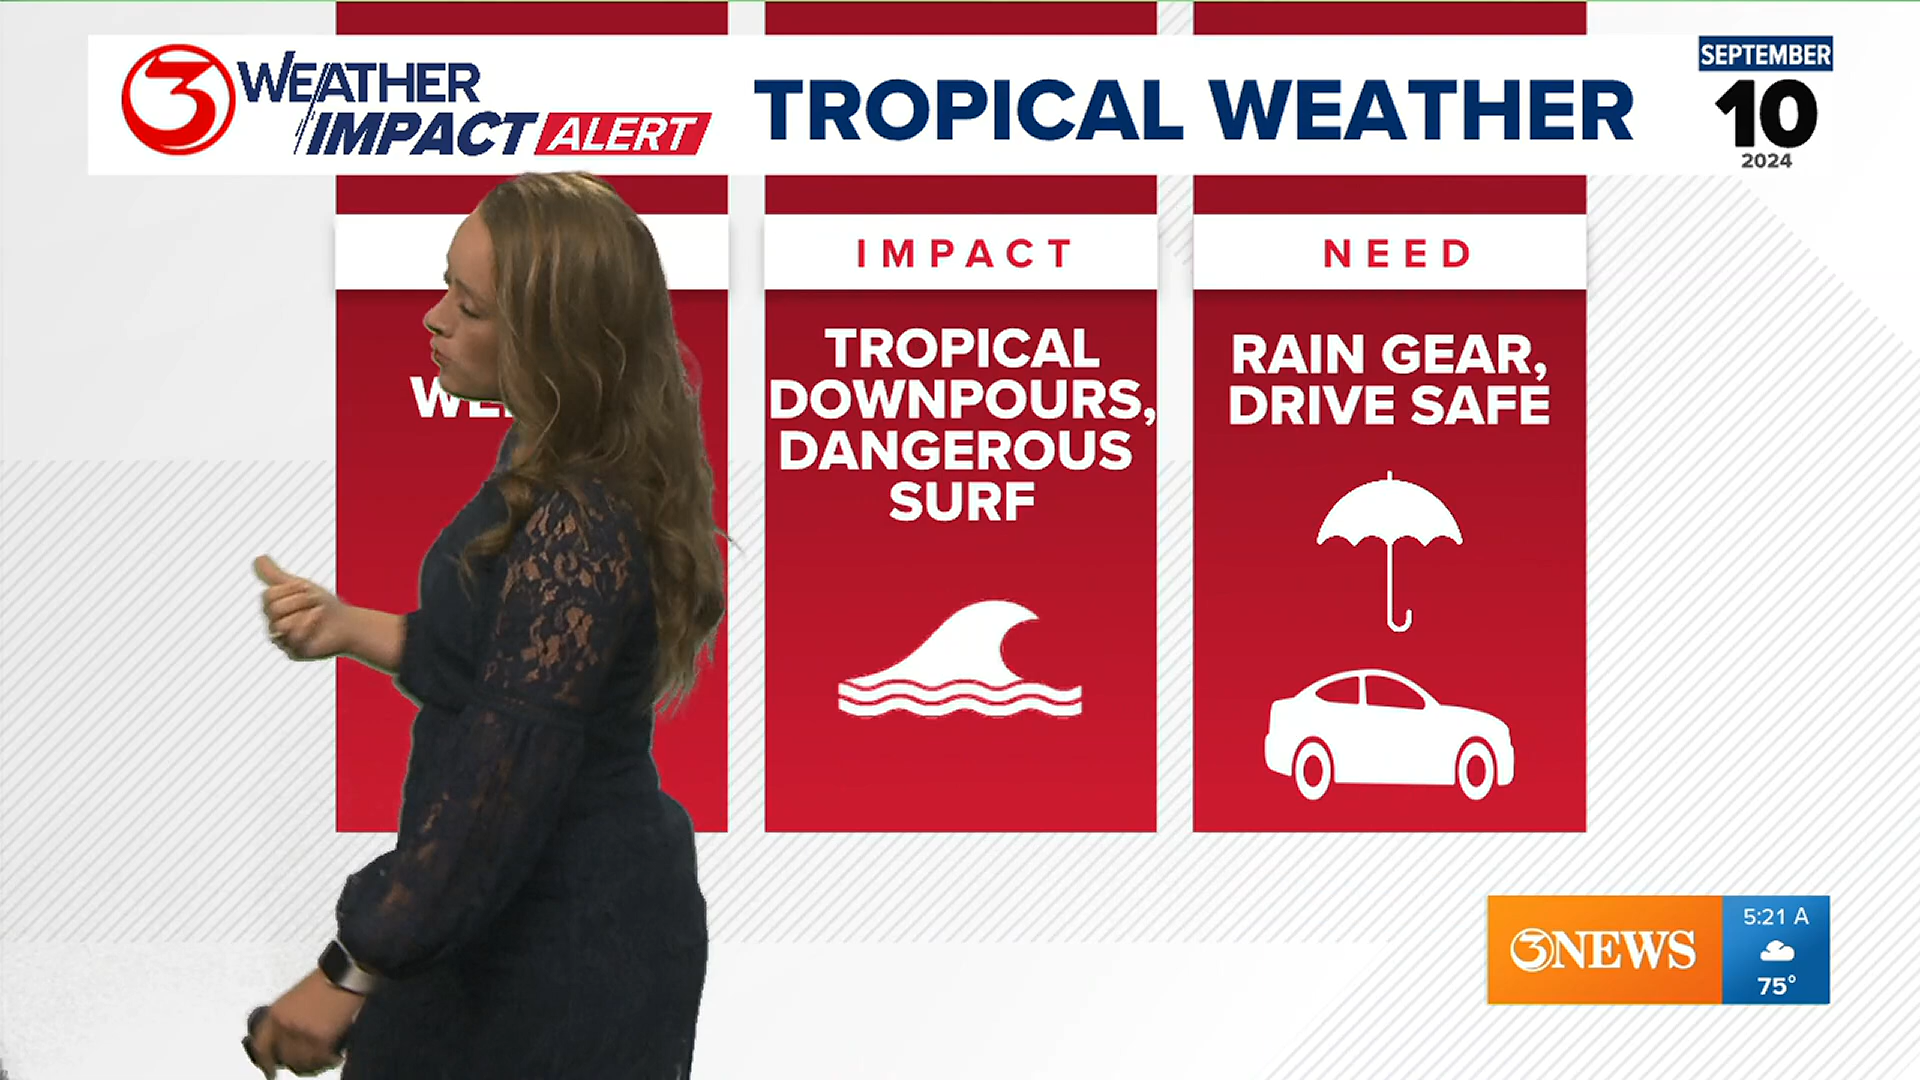 3 WEATHER
IMPACT ALERT
TROPICAL WEATHER
SEPTEMBER
10
2024
IMPACT
TROPICAL
DOWNPOURS,
DANGEROUS
SURF
NEED
RAIN GEAR,
DRIVE SAFE
3NEWS
5:21 A
75°